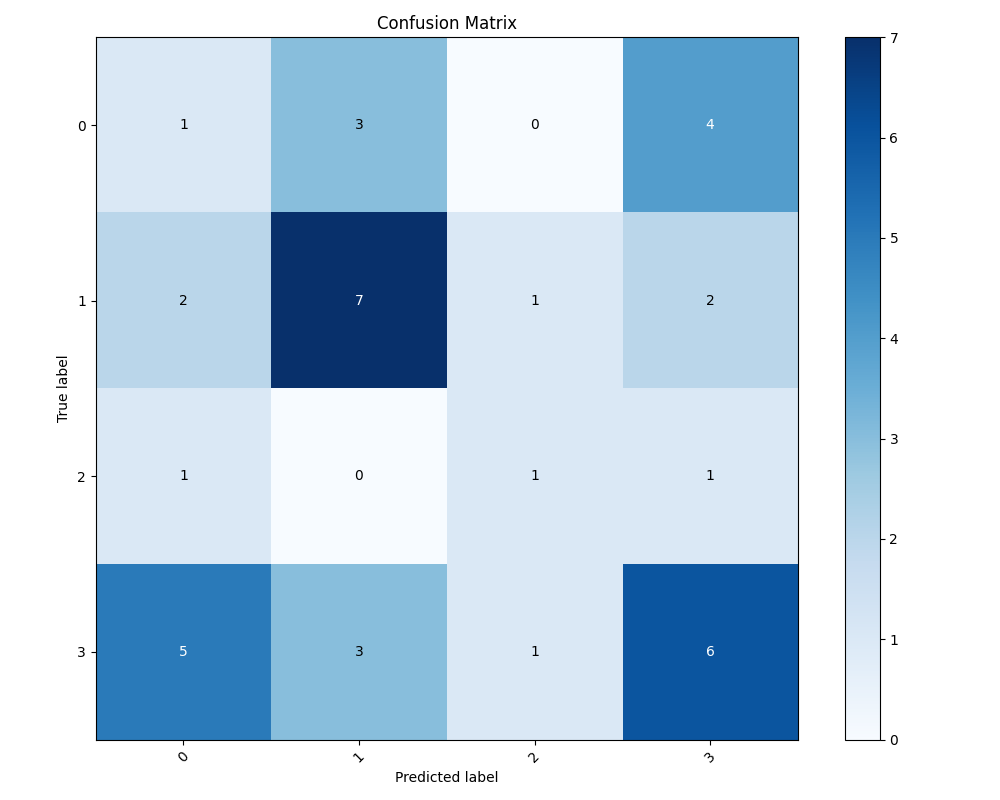 Confusion Matrix
0 1 3 0 4
1 2 7 1 2
2 1 0 1 1
3 5 3 1 6
0 1 2 3
Predicted label
True label
7
6
5
4
3
2
1
0